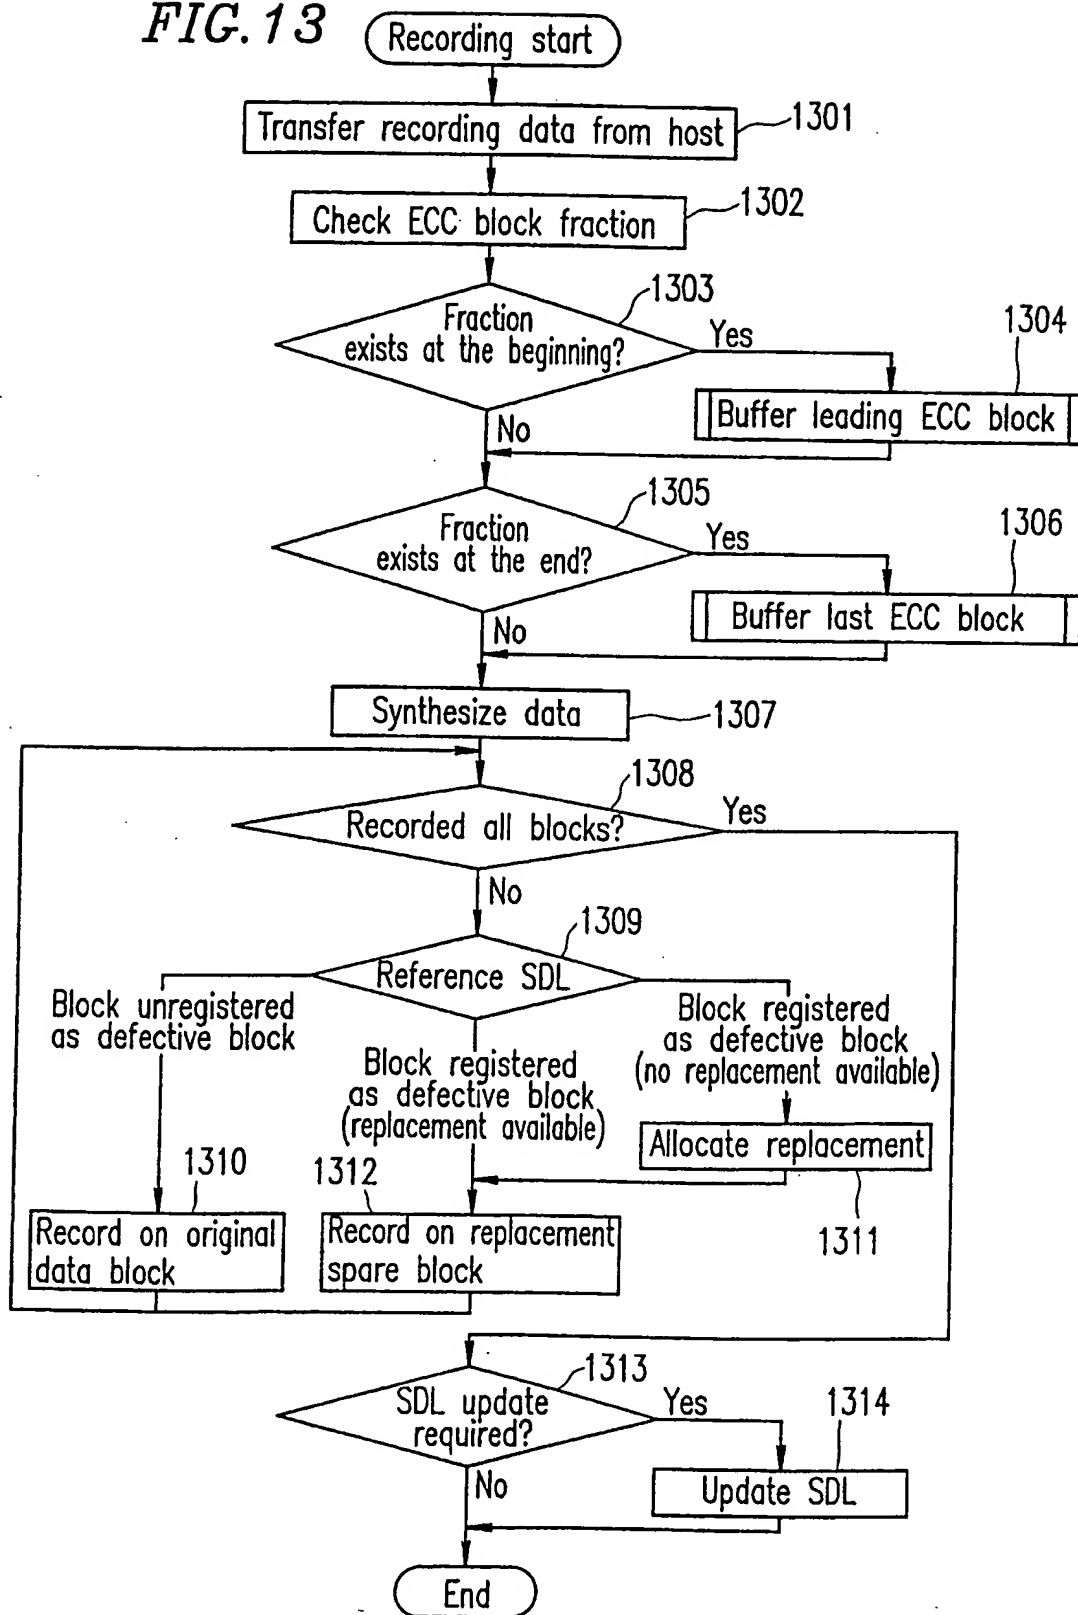 FIG.13
Recording start
Transfer recording data from host
1301
Check ECC block fraction
1302
Fraction
exists at the beginning?
1303
Yes
1304
Buffer leading ECC block
No
Fraction
exists at the end?
1305
Yes
1306
Buffer last ECC block
No
Synthesize data
1307
Recorded all blocks?
1308
Yes
No
Reference SDL
1309
Block unregistered
as defective block
Block registered
as defective block
(replacement available)
Block registered
as defective block
(no replacement available)
Allocate replacement
1311
1310
Record on original
data block
1312
Record on replacement
spare block
SDL update
required?
1313
Yes
1314
Update SDL
No
End